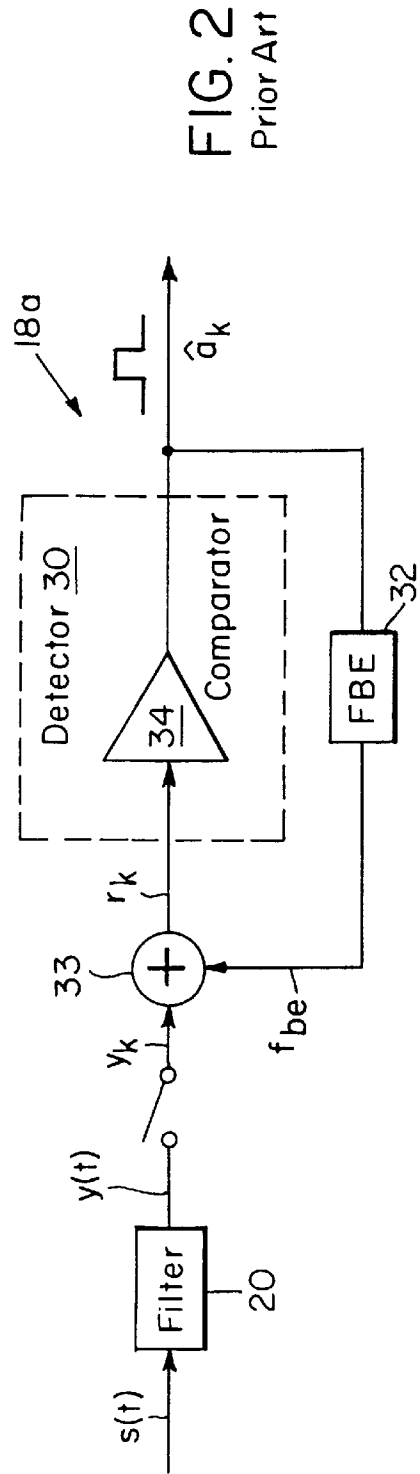 s(t)
Filter
20
y(t)
y_k
33
+
r_k
f_be
Detector 30
34
Comparator
FBE
32
â_k
18a
FIG. 2
Prior Art